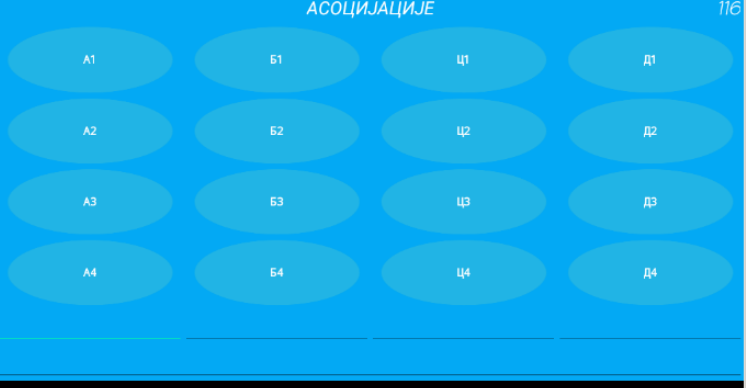 АСОЦИЈАЦИЈЕ 116
А1 Б1 Ц1 Д1
А2 Б2 Ц2 Д2
А3 Б3 Ц3 Д3
А4 Б4 Ц4 Д4